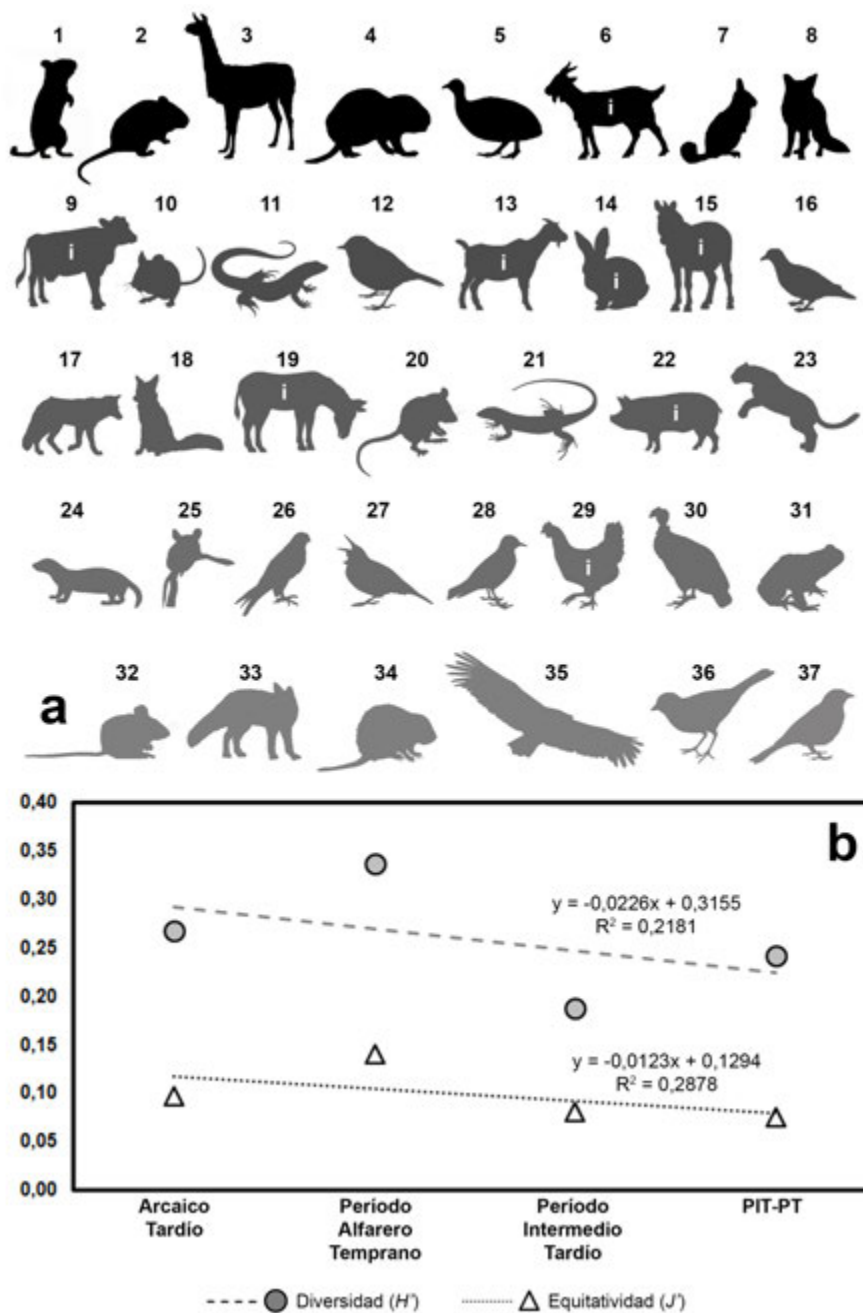 1 2 3 4 5 6 7 8
i
9 10 11 12 13 14 15 16
i i i i
17 18 19 20 21 22 23
i i
24 25 26 27 28 29 30 31
i
32 33 34 35 36 37
a
b
0,40
0,35
0,30
0,25
0,20
0,15
0,10
0,05
0,00
y = -0,0226x + 0,3155
R² = 0,2181
y = -0,0123x + 0,1294
R² = 0,2878
Arcaico
Tardío
Periodo
Alfarero
Temprano
Periodo
Intermedio
Tardío
PIT-PT
Diversidad (H')
Equitatividad (J')